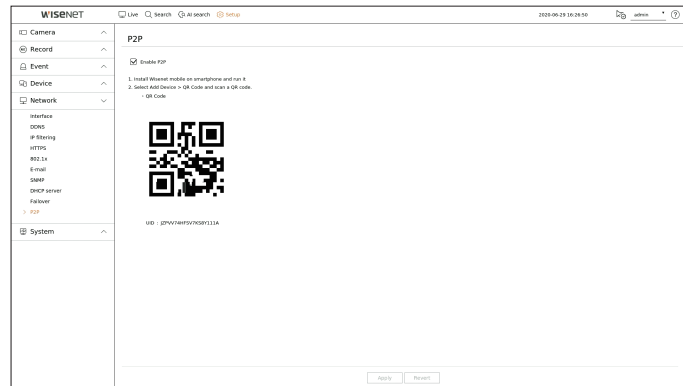 WISENET
Live Search AI search Setup 2020-06-29 16:26:50 admin
Camera
Record
Event
Device
Network
Interface
DDNS
IP filtering
HTTPS
802.1x
E-mail
SNMP
DHCP server
Failover
P2P
System
P2P
Enable P2P
1. Install Wisenet mobile on smartphone and run it
2. Select Add Device > QR Code and scan a QR code.
- QR Code
UID :
Apply Revert